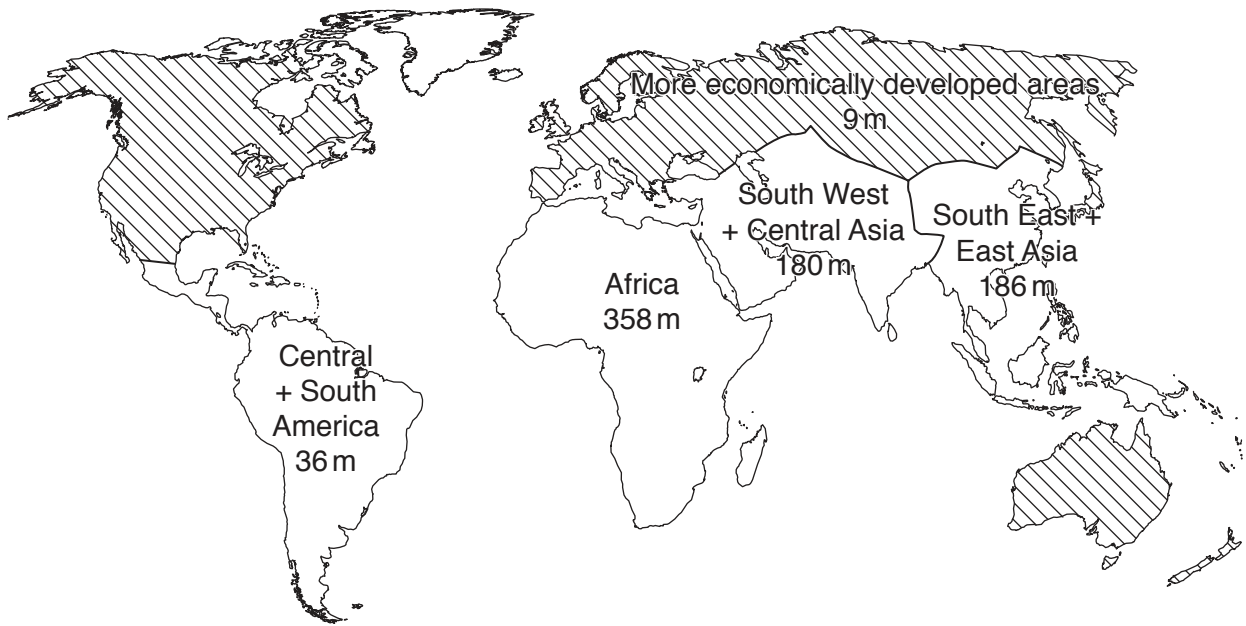 More economically developed areas
9 m
South West
+ Central Asia
180 m
South East +
East Asia
186 m
Africa
358 m
Central
+ South
America
36 m